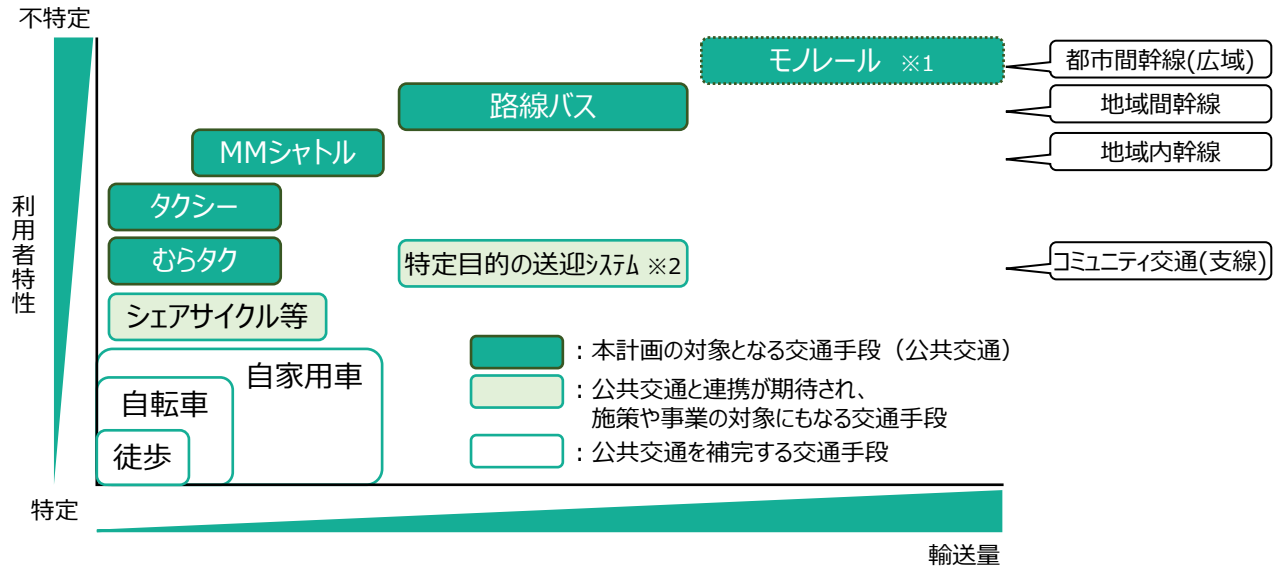 不特定
モノレール ※1
都市間幹線(広域)
路線バス
地域間幹線
MMシャトル
地域内幹線
タクシー
利用者特性
むらタク
特定目的の送迎システム ※2
コミュニティ交通(支線)
シェアサイクル等
自家用車
：本計画の対象となる交通手段（公共交通）
自転車
：公共交通と連携が期待され、
施策や事業の対象にもなる交通手段
徒歩
：公共交通を補完する交通手段
特定
輸送量